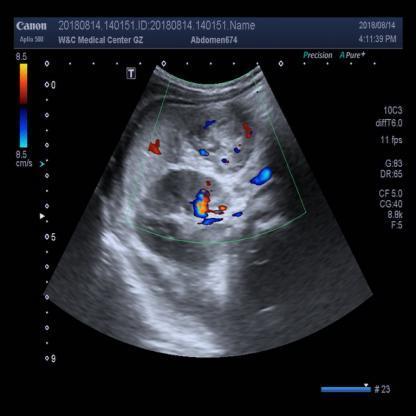 Canon
20180814.140151.ID:20180814.140151.Name
2018/08/14
Aplio 500
W&C Medical Center GZ
Abdomen674
4:11:39 PM
Precision A Pure+
8.5
T
0
10C3
diffT6.0
11 fps
8.5
cm/s
G:83
DR:65
CF 5.0
CG:40
8.8k
F:5
5
9
# 23